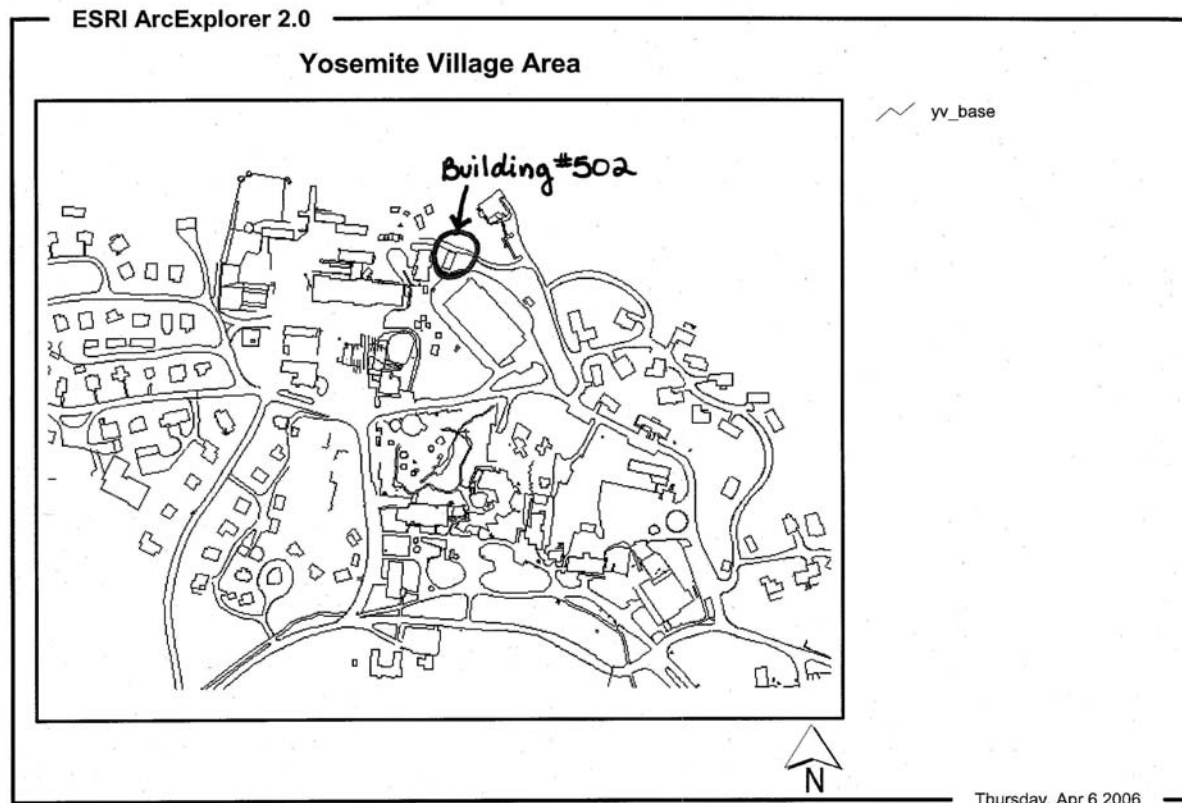 ESRI ArcExplorer 2.0
Yosemite Village Area
yv_base
Building #502
N
Thursday, Apr 6 2006